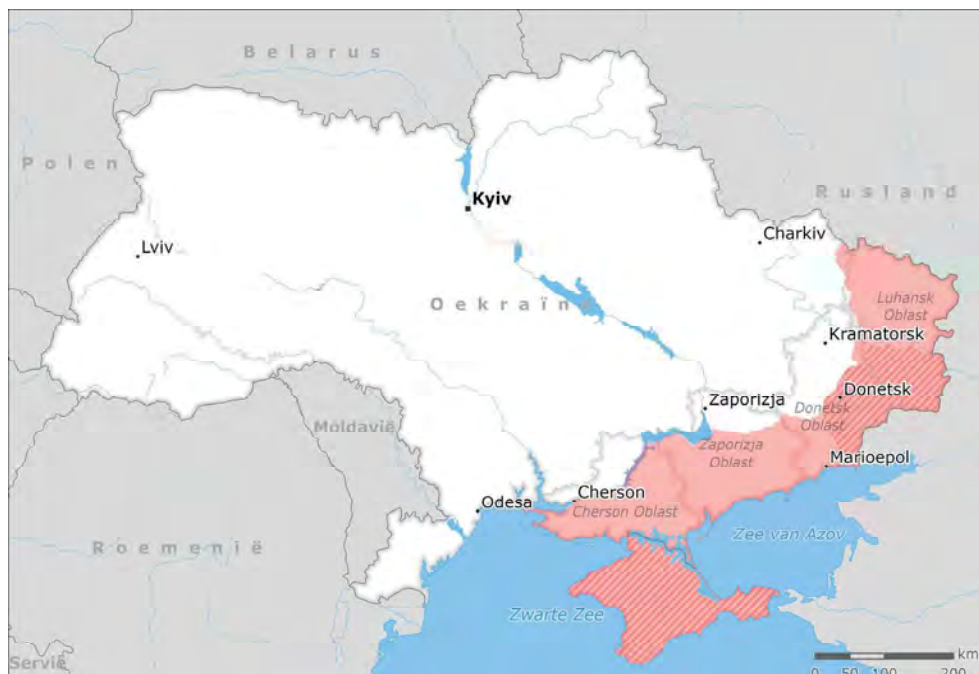 Belarus
Polen
Rusland
Kyiv
Charkiv
Lviv
Oekraïne
Luhansk
Oblast
Kramatorsk
Donetsk
Zaporizja
Donetsk
Oblast
Moldavië
Zaporizja
Oblast
Marioepol
Cherson
Odesa
Cherson Oblast
Zee van Azov
Roemenië
Zwarte Zee
Servië
km
0 50 100 200